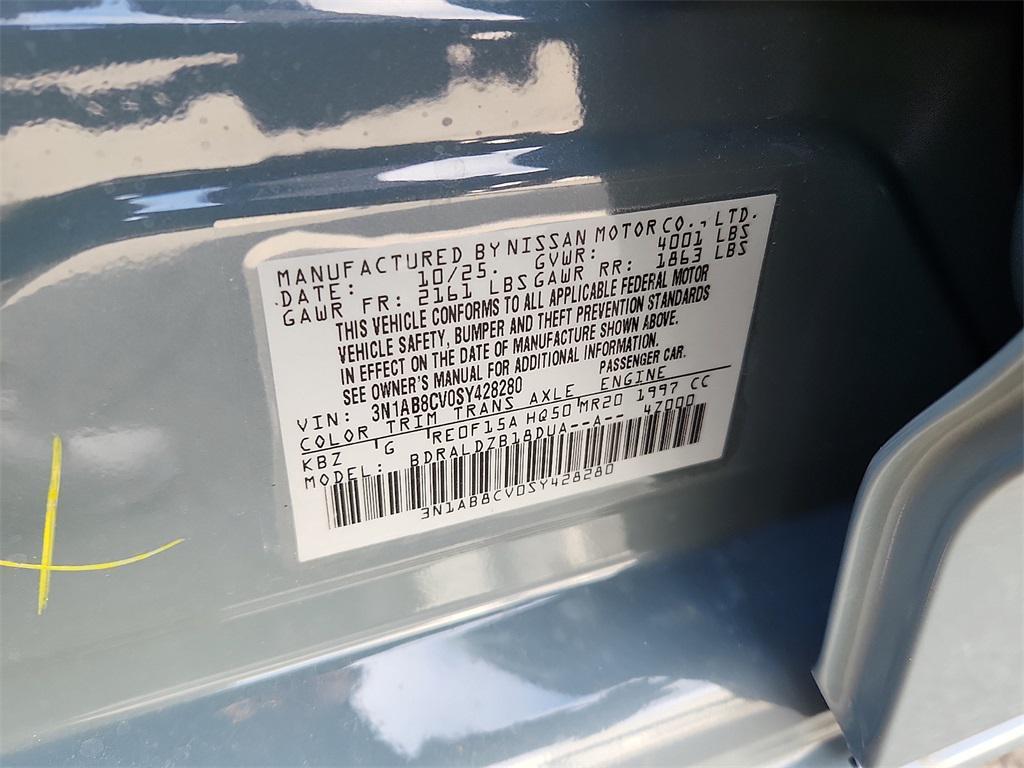 MANUFACTURED BY NISSAN MOTOR CO., LTD.
DATE: 10/25. GVWR: 4001 LBS
GAWR FR: 2161 LBS GAWR RR: 1863 LBS
THIS VEHICLE CONFORMS TO ALL APPLICABLE FEDERAL MOTOR
VEHICLE SAFETY, BUMPER AND THEFT PREVENTION STANDARDS
IN EFFECT ON THE DATE OF MANUFACTURE SHOWN ABOVE.
SEE OWNER'S MANUAL FOR ADDITIONAL INFORMATION.
VIN: 3N1AB8CV0SY428280 PASSENGER CAR.
COLOR TRIM TRANS AXLE ENGINE
KBZ G RE0F15A HQ50 MR20 1997 CC
MODEL: BDRALDZB18DUA--A-- 47000
3N1AB8CV0SY428280